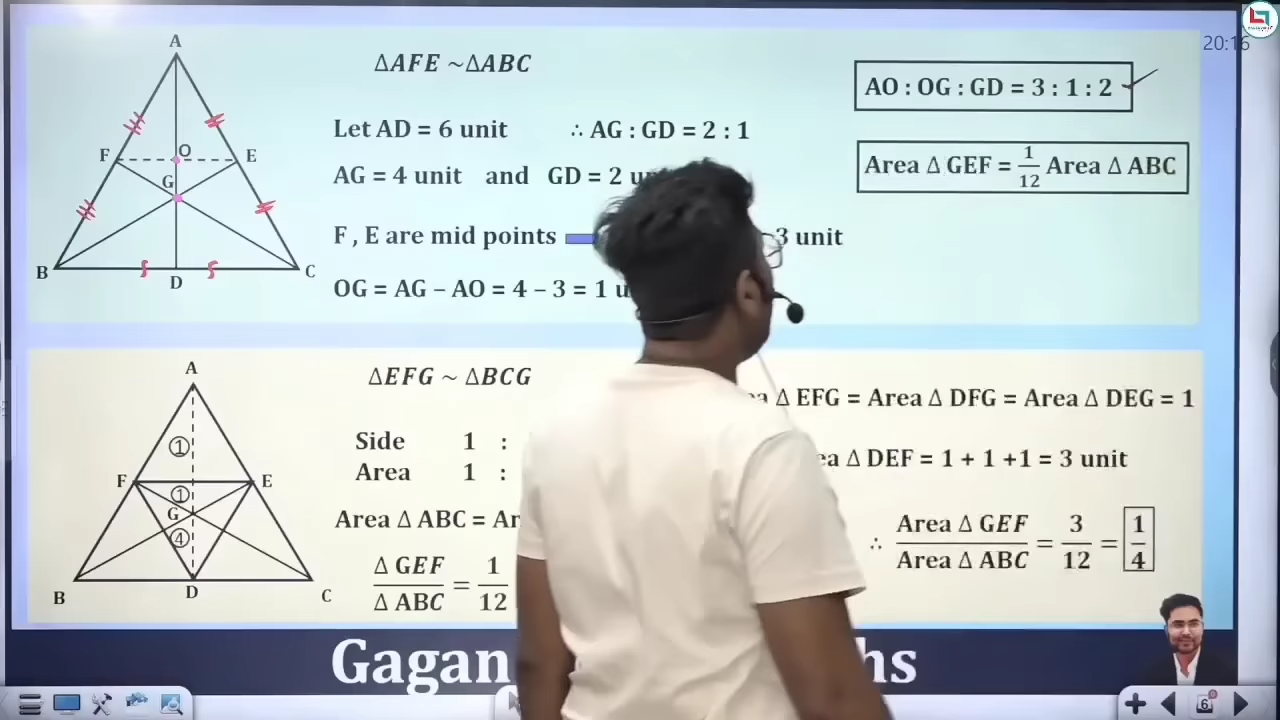 20:16
A
F
O
E
G
B
D
C
ΔAFE ~ΔABC
Let AD = 6 unit ∴ AG : GD = 2 : 1
AG = 4 unit and GD = 2
F , E are mid points 3 unit
OG = AG – AO = 4 – 3 = 1
AO : OG : GD = 3 : 1 : 2
Area Δ GEF = 1/12 Area Δ ABC
A
①
F
E
①
G
④
B
D
C
ΔEFG ~ ΔBCG
Side 1 :
Area 1 :
Area Δ ABC =
Δ GEF / Δ ABC = 1/12
Δ EFG = Area Δ DFG = Area Δ DEG = 1
Δ DEF = 1 + 1 +1 = 3 unit
∴ Area Δ GEF / Area Δ ABC = 3/12 = 1/4
Gagan
6